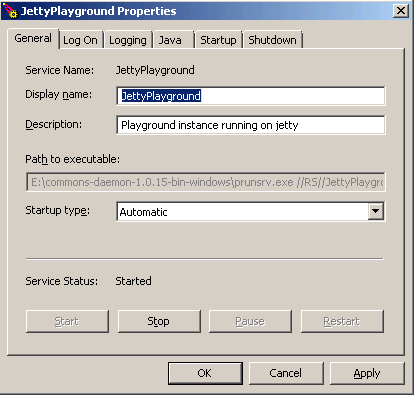 JettyPlayground Properties
General Log On Logging Java Startup Shutdown
Service Name: JettyPlayground
Display name: JettyPlayground
Description: Playground instance running on jetty
Path to executable:
E:\commons-daemon-1.0.15-bin-windows\prunsrv.exe //RS//JettyPlaygro
Startup type: Automatic
Service Status: Started
Start Stop Pause Restart
OK Cancel Apply